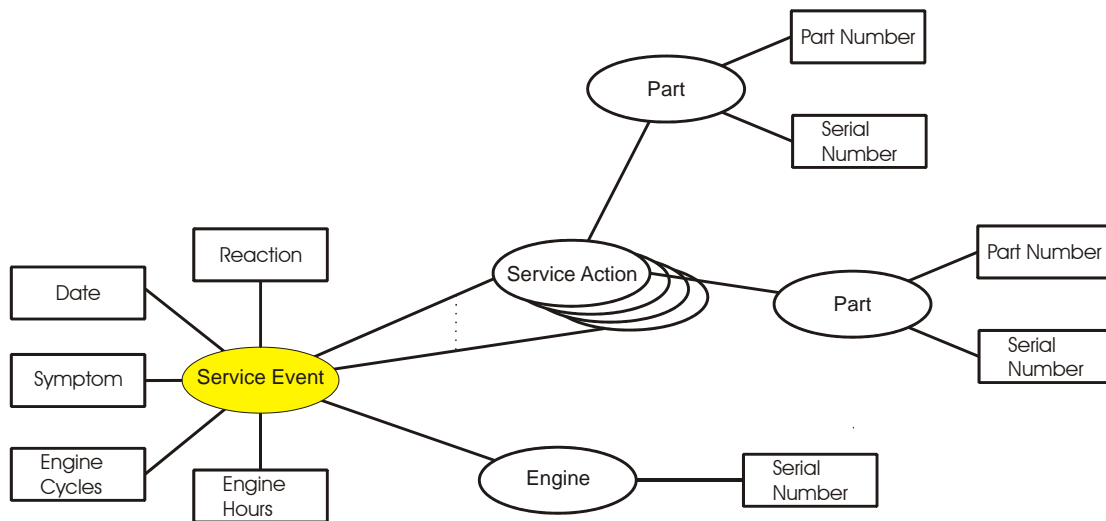 Part Number
Part
Serial
Number
Reaction
Part Number
Service Action
Date
Part
Serial
Number
Symptom
Service Event
Engine
Cycles
Engine
Hours
Engine
Serial
Number